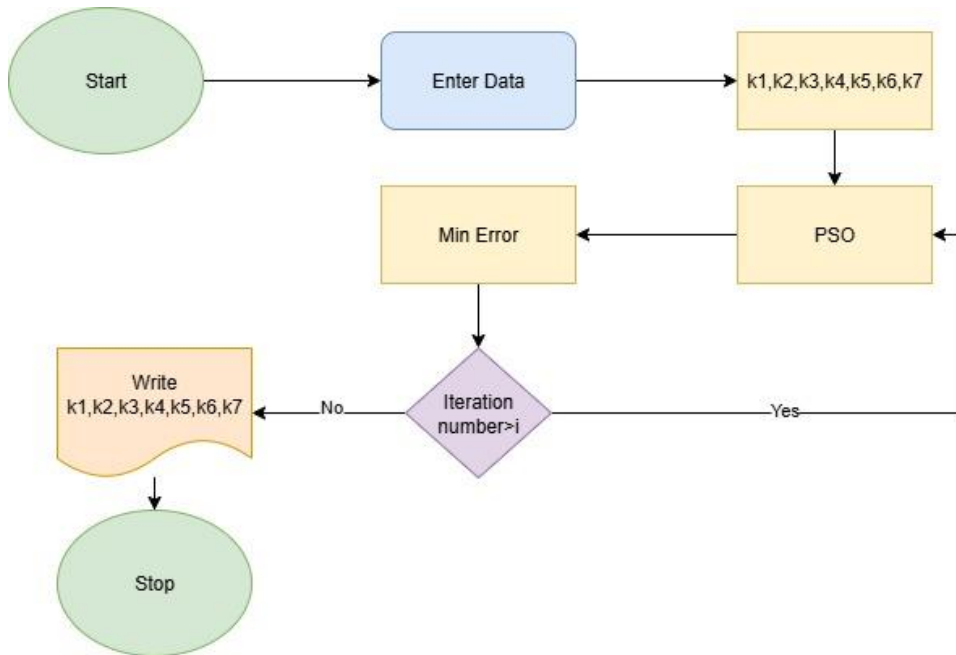 Start
Enter Data
k1,k2,k3,k4,k5,k6,k7
Min Error
PSO
Write
k1,k2,k3,k4,k5,k6,k7
No
Iteration
number>i
Yes
Stop